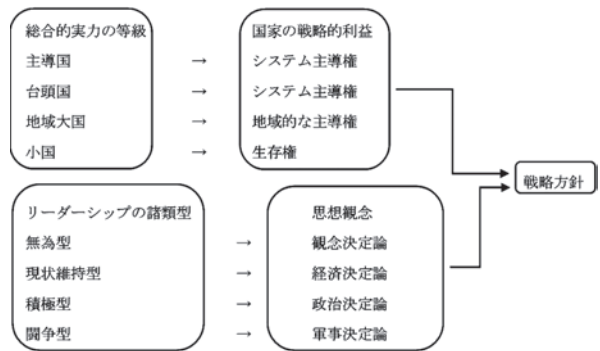 総合的実力の等級 国家の戦略的利益
主導国 → システム主導権
台頭国 → システム主導権
地域大国 → 地域的な主導権
小国 → 生存権
戦略方針
リーダーシップの諸類型 思想観念
無為型 → 観念決定論
現状維持型 → 経済決定論
積極型 → 政治決定論
闘争型 → 軍事決定論